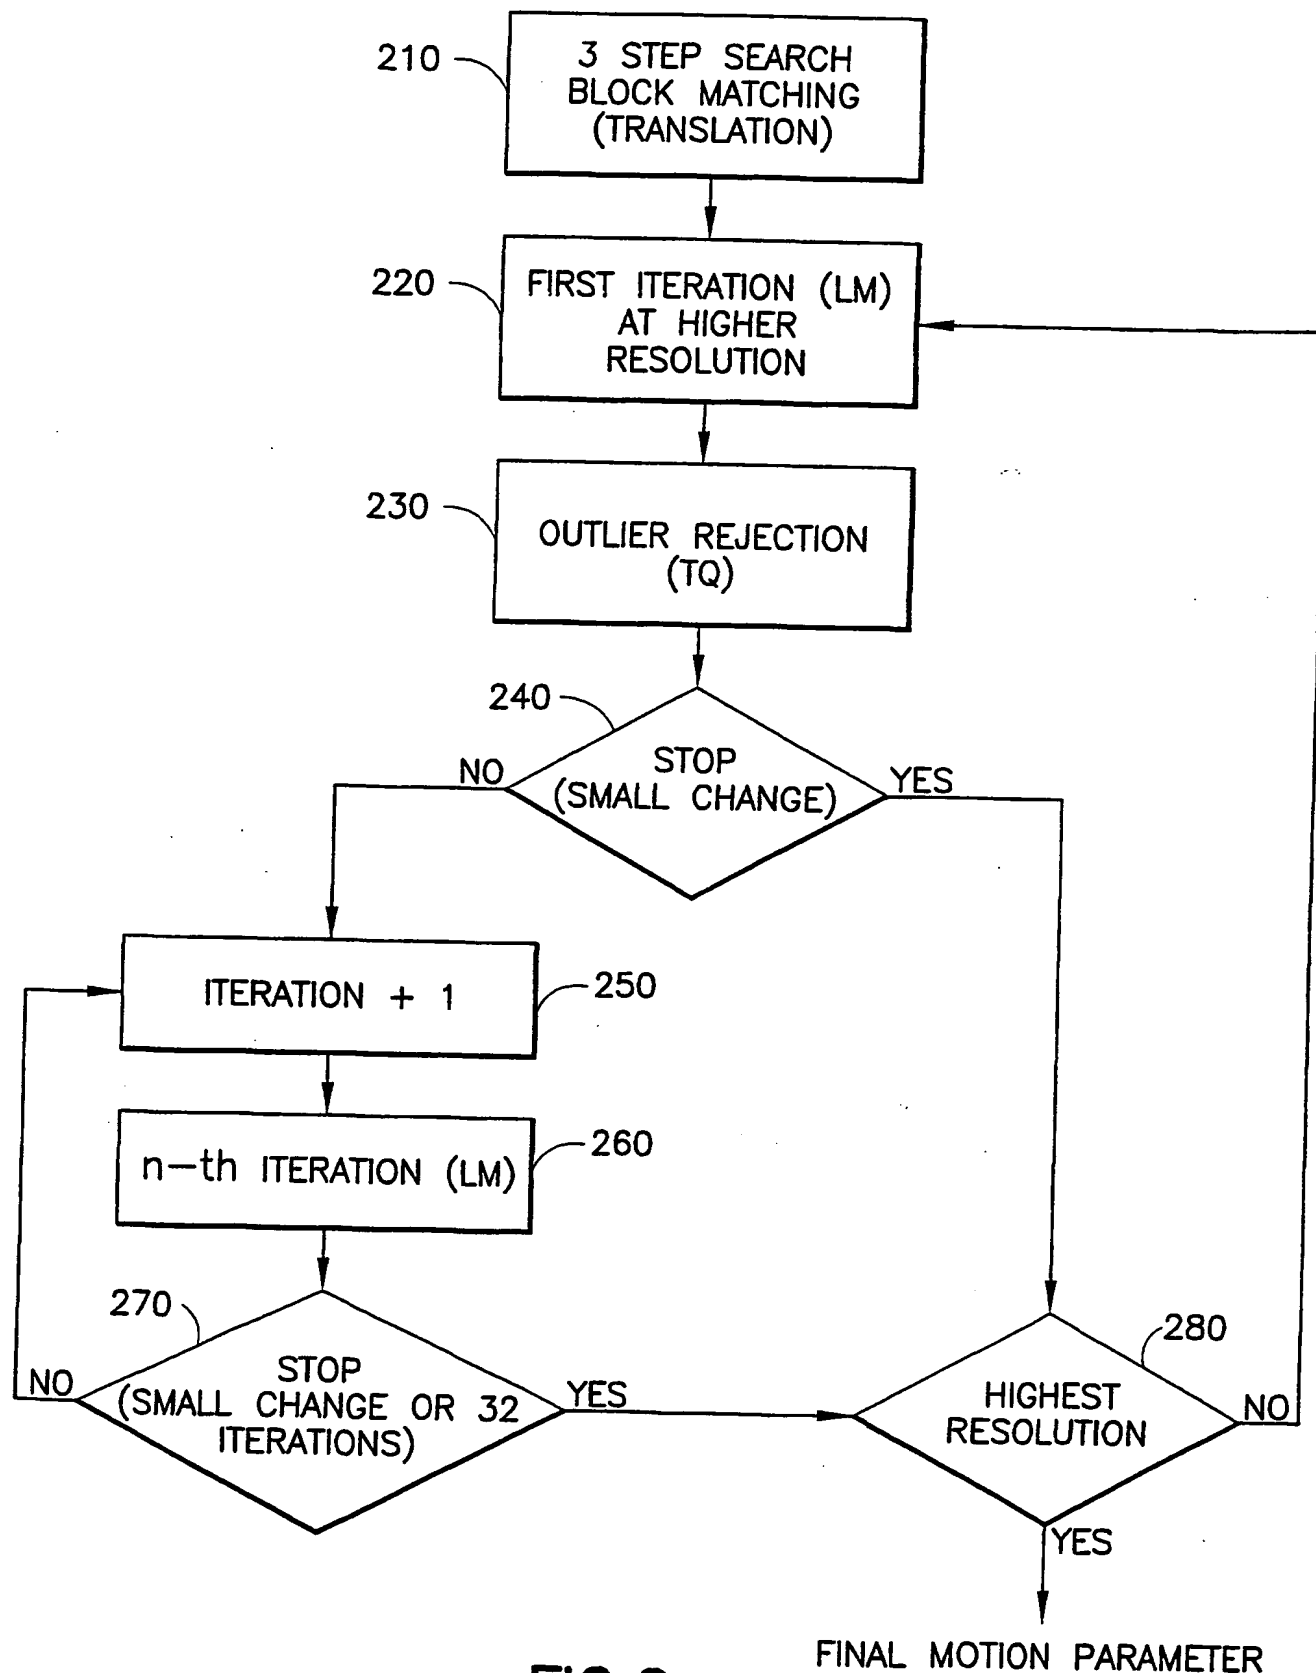 210
3 STEP SEARCH
BLOCK MATCHING
(TRANSLATION)
220
FIRST ITERATION (LM)
AT HIGHER
RESOLUTION
230
OUTLIER REJECTION
(TQ)
240
STOP
(SMALL CHANGE)
NO
YES
ITERATION + 1
250
n-th ITERATION (LM)
260
270
STOP
(SMALL CHANGE OR 32
ITERATIONS)
NO
YES
280
HIGHEST
RESOLUTION
NO
YES
FINAL MOTION PARAMETER